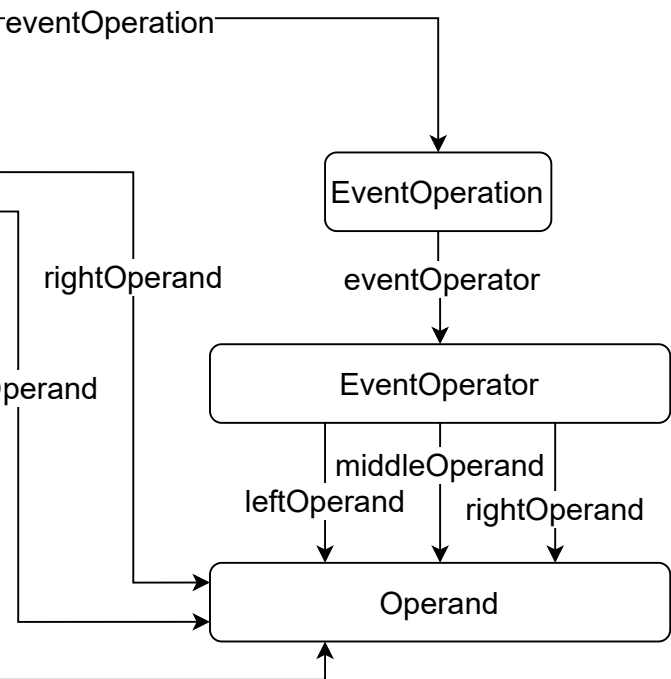 eventOperation
EventOperation
rightOperand
eventOperator
EventOperator
perand
middleOperand
leftOperand
rightOperand
Operand